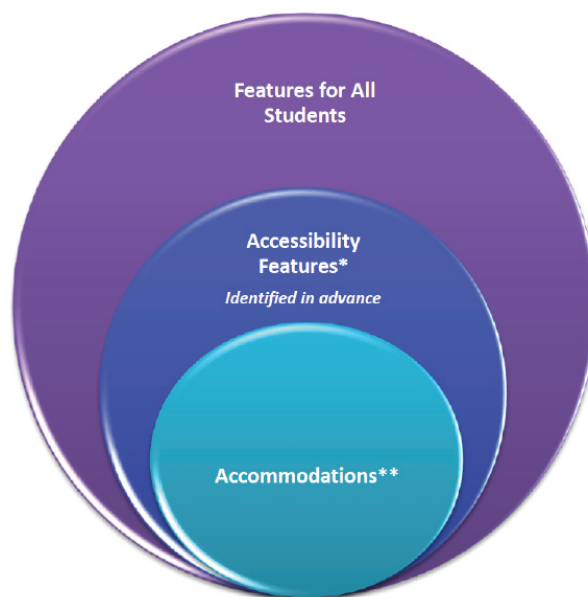 Features for All
Students
Accessibility
Features*
Identified in advance
Accommodations**